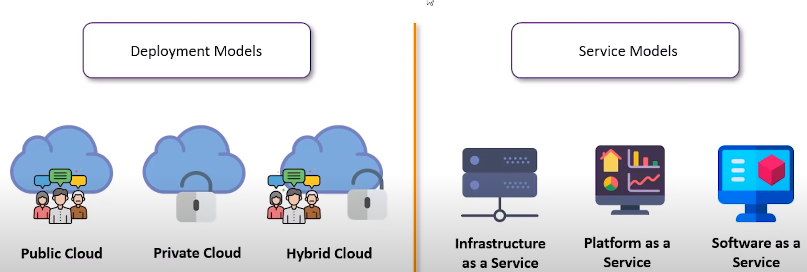 Deployment Models
Service Models
Public Cloud
Private Cloud
Hybrid Cloud
Infrastructure
as a Service
Platform as a
Service
Software as a
Service